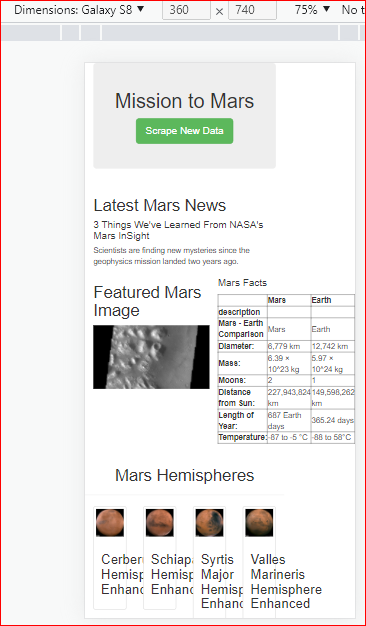 Dimensions: Galaxy S8 ▼ 360 × 740 75% ▼ No t
Mission to Mars
Scrape New Data
Latest Mars News
3 Things We've Learned From NASA's
Mars InSight
Scientists are finding new mysteries since the
geophysics mission landed two years ago.
Featured Mars
Image
Mars Facts
Mars Earth
description
Mars - Earth
Comparison Mars Earth
Diameter: 6,779 km 12,742 km
Mass: 6.39 ×
10^23 kg 5.97 ×
10^24 kg
Moons: 2 1
Distance
from Sun: 227,943,824
km 149,598,262
km
Length of
Year: 687 Earth
days 365.24 days
Temperature: -87 to -5 °C -88 to 58°C
Mars Hemispheres
Cerber
Hemisp
Enhanc
Schiapa
Hemisp
Enhanc
Syrtis
Major
Hemisp
Enhanc
Valles
Marineris
Hemisphere
Enhanced